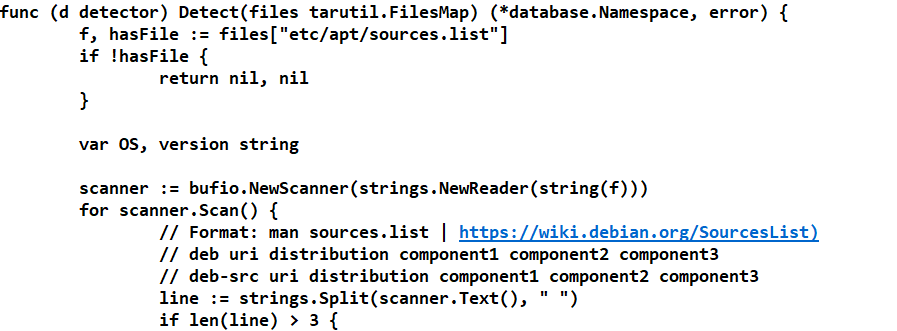 func (d detector) Detect(files tarutil.FilesMap) (*database.Namespace, error) {
        f, hasFile := files["etc/apt/sources.list"]
        if !hasFile {
                return nil, nil
        }

        var OS, version string

        scanner := bufio.NewScanner(strings.NewReader(string(f)))
        for scanner.Scan() {
                // Format: man sources.list | https://wiki.debian.org/SourcesList)
                // deb uri distribution component1 component2 component3
                // deb-src uri distribution component1 component2 component3
                line := strings.Split(scanner.Text(), " ")
                if len(line) > 3 {